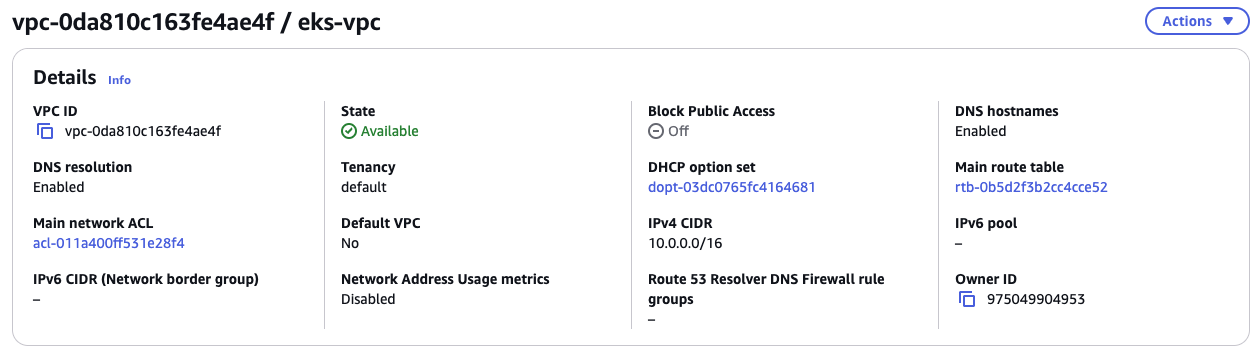 vpc-0da810c163fe4ae4f / eks-vpc
Actions
Details Info
VPC ID
vpc-0da810c163fe4ae4f
State
Available
Block Public Access
Off
DNS hostnames
Enabled
DNS resolution
Enabled
Tenancy
default
DHCP option set
dopt-03dc0765fc4164681
Main route table
rtb-0b5d2f3b2cc4cce52
Main network ACL
acl-011a400ff531e28f4
Default VPC
No
IPv4 CIDR
10.0.0.0/16
IPv6 pool
–
IPv6 CIDR (Network border group)
–
Network Address Usage metrics
Disabled
Route 53 Resolver DNS Firewall rule
groups
–
Owner ID
975049904953